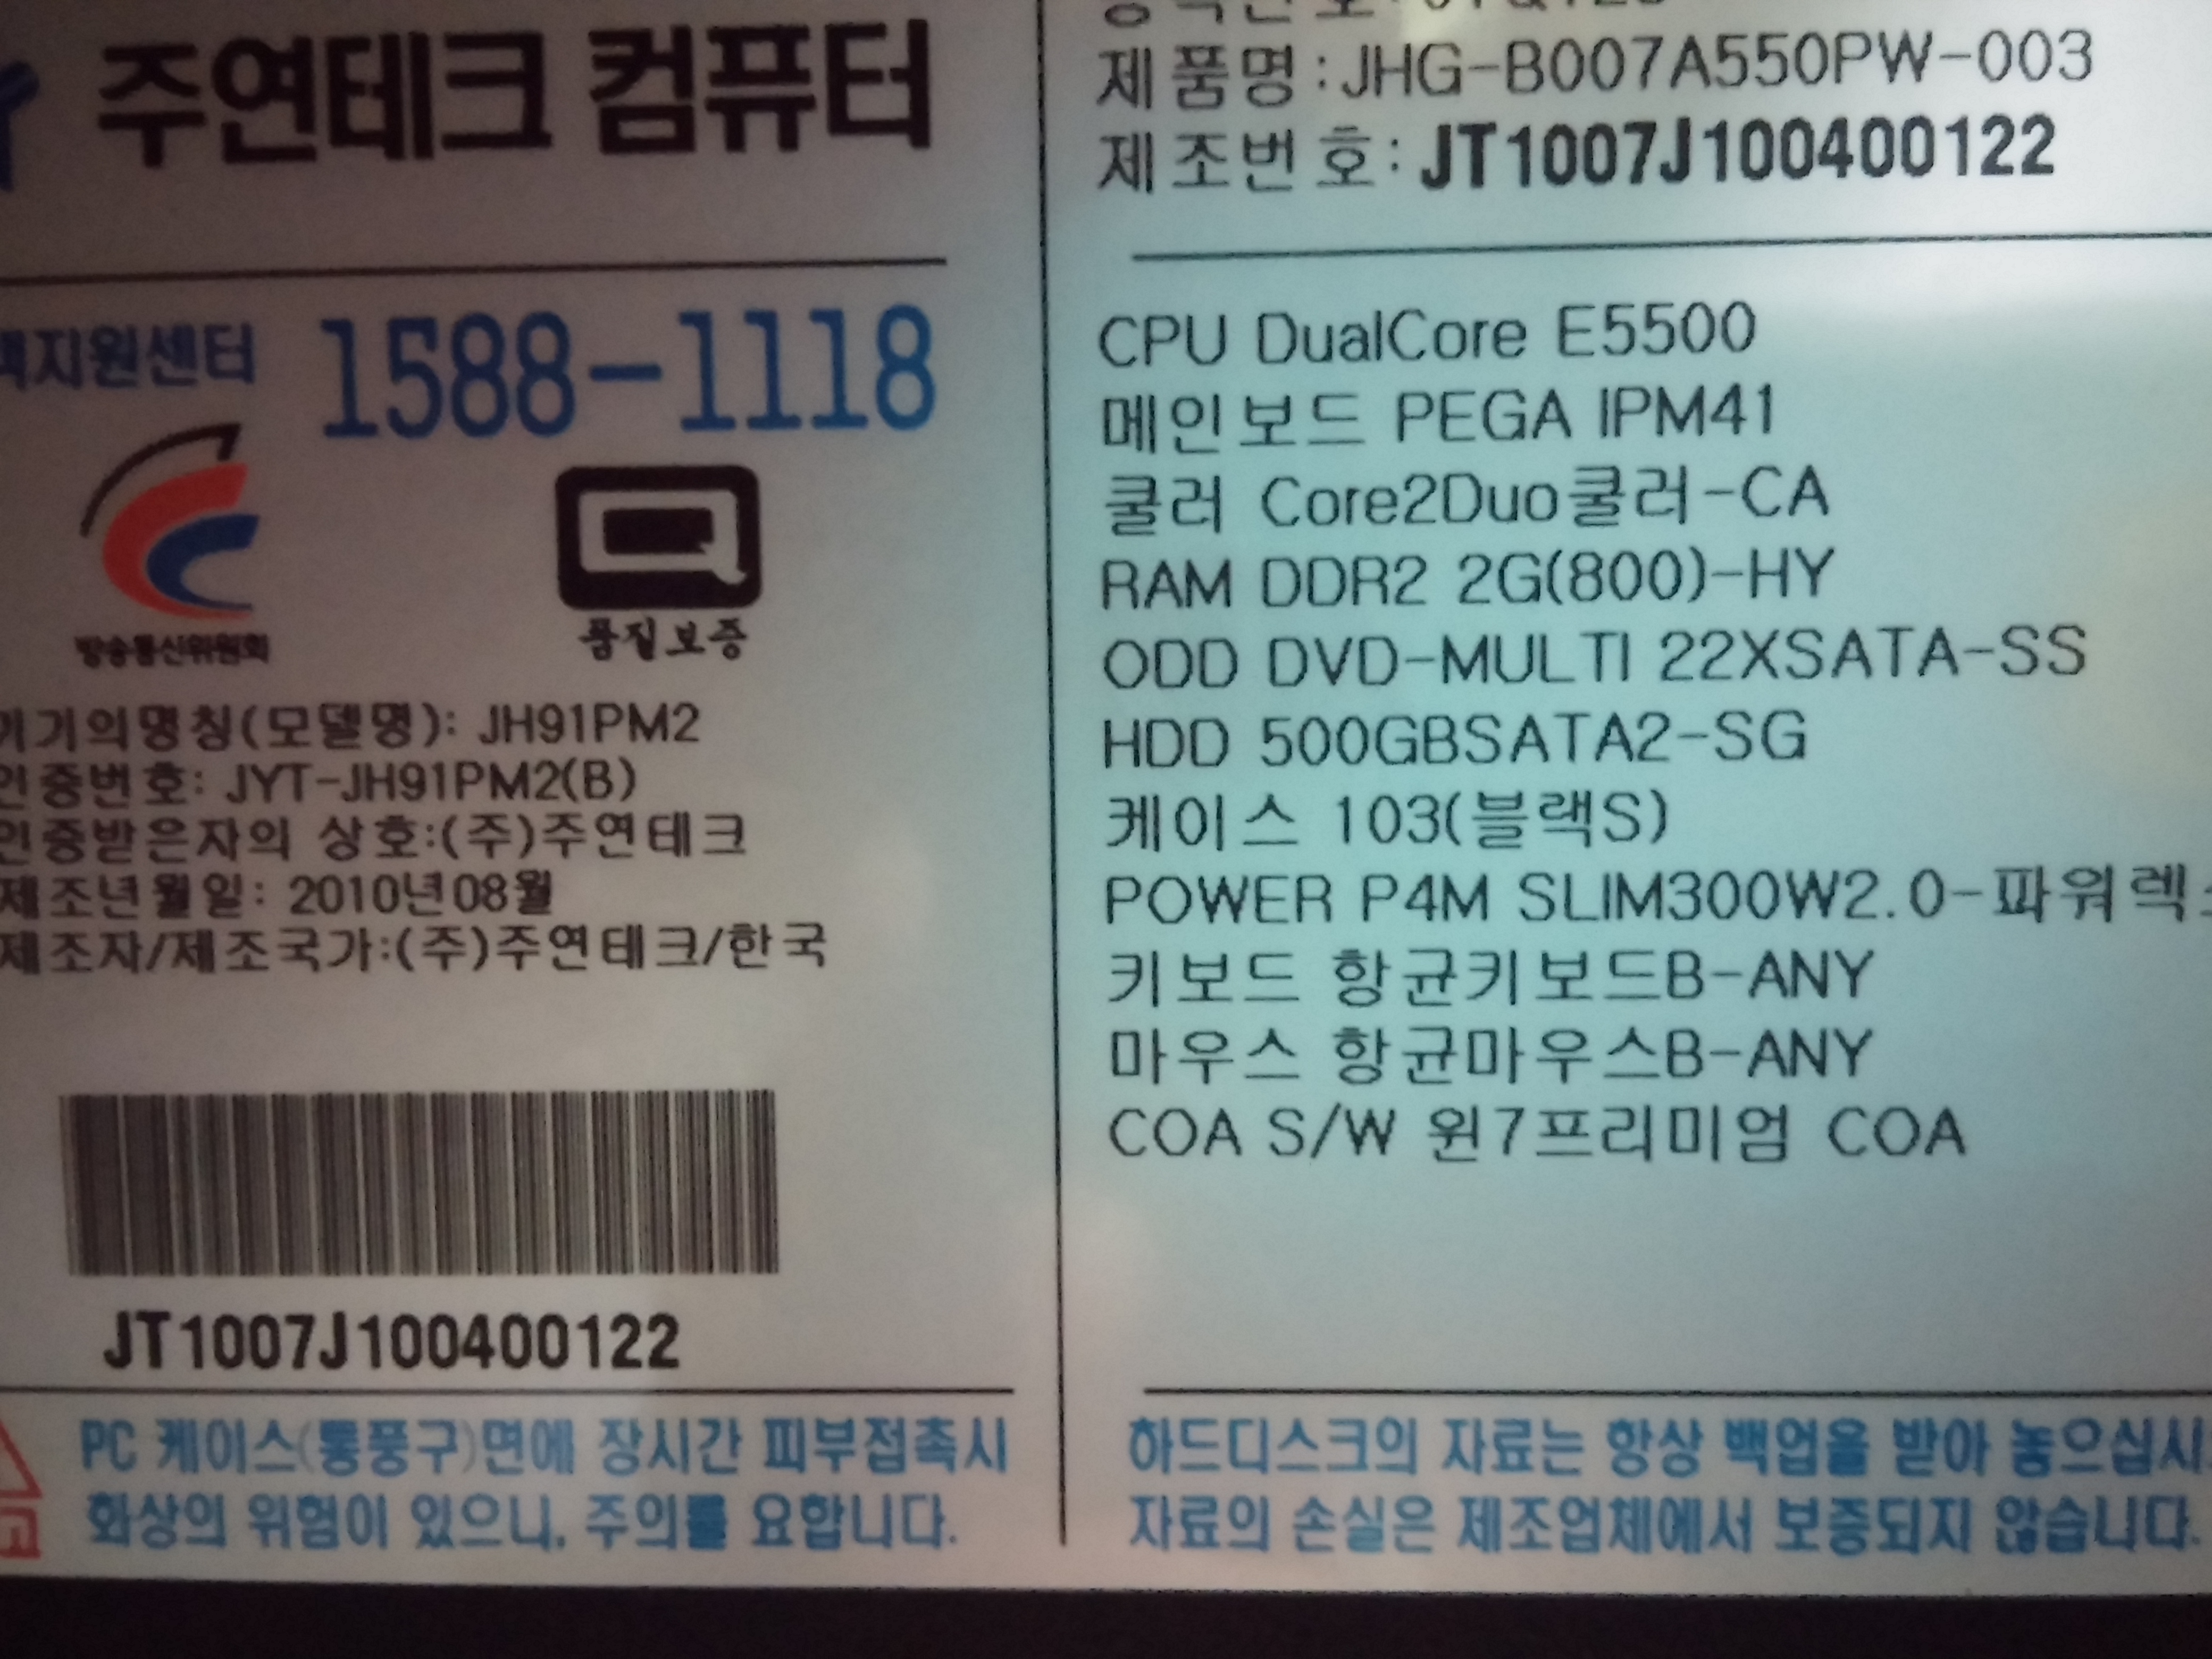 주연테크 컴퓨터
제품명:JHG-B007A550PW-003
제조번호:JT1007J100400122
지원센터 1588-1118
방송통신위원회
품질보증
기기의명칭(모델명): JH91PM2
인증번호: JYT-JH91PM2(B)
인증받은자의 상호:(주)주연테크
제조년월일: 2010년08월
제조자/제조국가:(주)주연테크/한국
JT1007J100400122
PC 케이스(통풍구)면에 장시간 피부접촉시
화상의 위험이 있으니, 주의를 요합니다.
CPU DualCore E5500
메인보드 PEGA IPM41
쿨러 Core2Duo쿨러-CA
RAM DDR2 2G(800)-HY
ODD DVD-MULTI 22XSATA-SS
HDD 500GBSATA2-SG
케이스 103(블랙S)
POWER P4M SLIM300W2.0-파워렉
키보드 항균키보드B-ANY
마우스 항균마우스B-ANY
COA S/W 윈7프리미엄 COA
하드디스크의 자료는 항상 백업을 받아 놓으십시
자료의 손실은 제조업체에서 보증되지 않습니다.